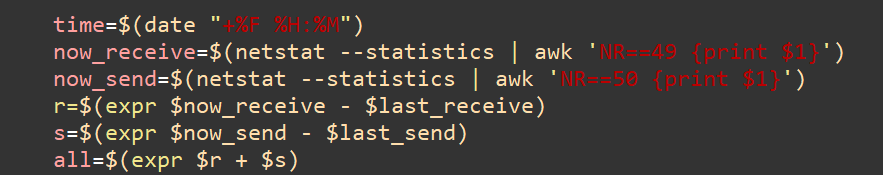 time=$(date "+%F %H:%M")
now_receive=$(netstat --statistics | awk 'NR==49 {print $1}')
now_send=$(netstat --statistics | awk 'NR==50 {print $1}')
r=$(expr $now_receive - $last_receive)
s=$(expr $now_send - $last_send)
all=$(expr $r + $s)